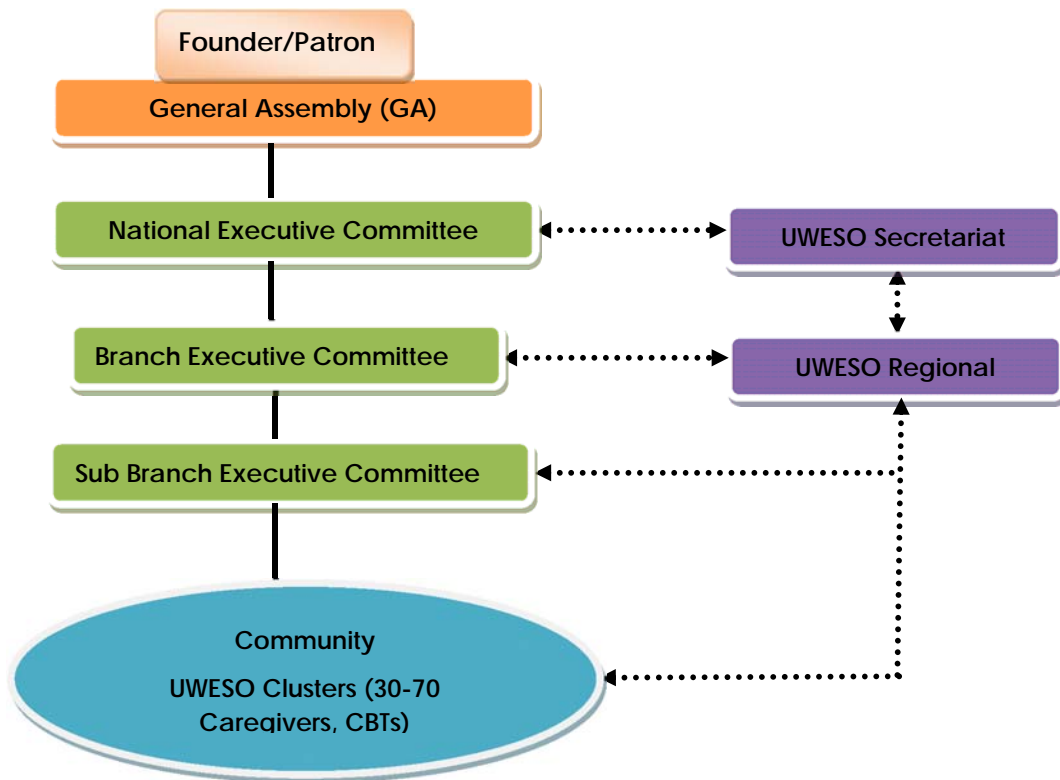 Founder/Patron
General Assembly (GA)
National Executive Committee
UWESO Secretariat
Branch Executive Committee
UWESO Regional
Sub Branch Executive Committee
Community
UWESO Clusters (30-70
Caregivers, CBTs)